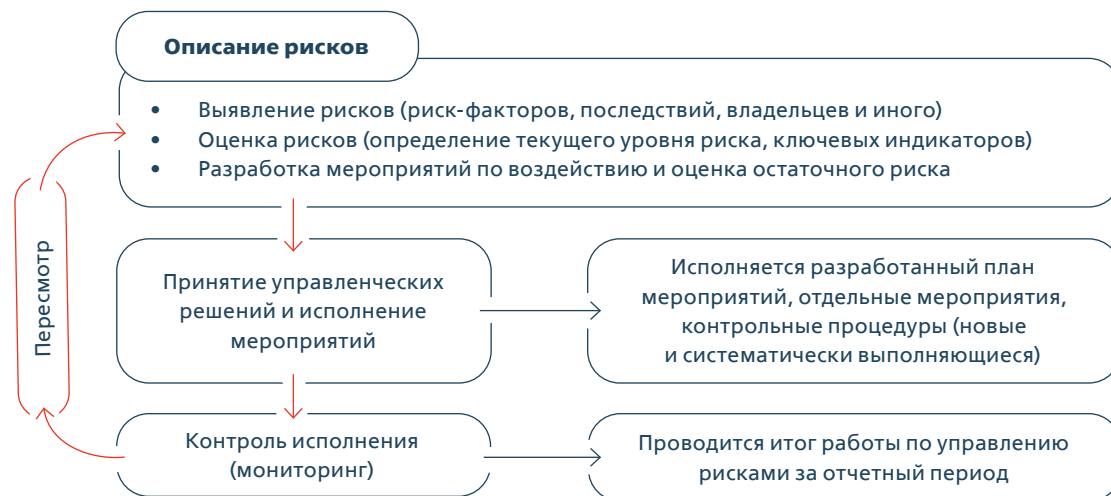 Описание рисков
• Выявление рисков (риск-факторов, последствий, владельцев и иного)
• Оценка рисков (определение текущего уровня риска, ключевых индикаторов)
• Разработка мероприятий по воздействию и оценка остаточного риска
Пересмотр
Принятие управленческих
решений и исполнение
мероприятий
Исполняется разработанный план
мероприятий, отдельные мероприятия,
контрольные процедуры (новые
и систематически выполняющиеся)
Контроль исполнения
(мониторинг)
Проводится итог работы по управлению
рисками за отчетный период